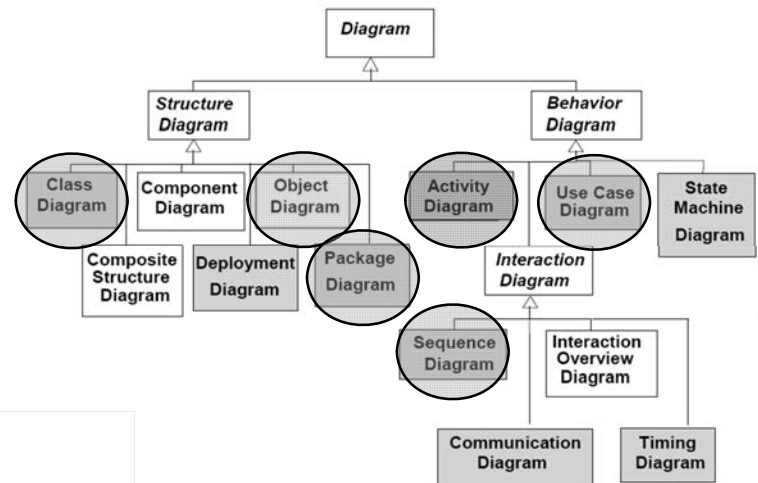 Diagram
Structure
Diagram
Behavior
Diagram
Class
Diagram
Component
Diagram
Object
Diagram
Activity
Diagram
Use Case
Diagram
State
Machine
Diagram
Composite
Structure
Diagram
Deployment
Diagram
Package
Diagram
Interaction
Diagram
Sequence
Diagram
Interaction
Overview
Diagram
Communication
Diagram
Timing
Diagram